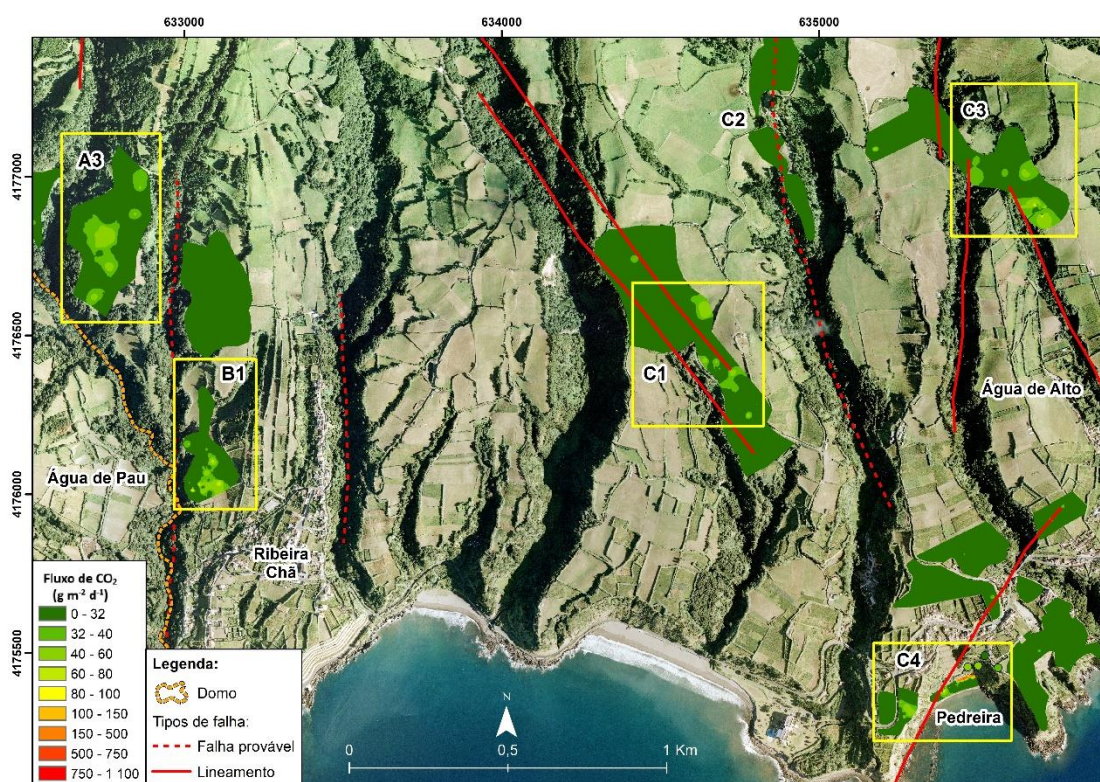 633000
634000
635000
4177000
4176500
4176000
4175500
A3
C2
C3
B1
C1
Água de Alto
Água de Pau
Ribeira
Chã
C4
Pedreira
Fluxo de CO₂
(g m⁻² d⁻¹)
0 - 32
32 - 40
40 - 60
60 - 80
80 - 100
100 - 150
150 - 500
500 - 750
750 - 1 100
Legenda:
Domo
Tipos de falha:
Falha provável
Lineamento
N
0
0,5
1 Km